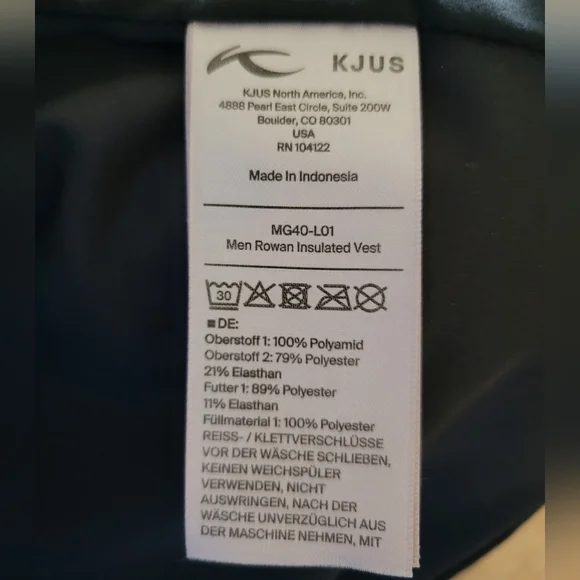 KJUS
KJUS North America, Inc.
4888 Pearl East Circle, Suite 200W
Boulder, CO 80301
USA
RN 104122
Made In Indonesia
MG40-L01
Men Rowan Insulated Vest
30
DE:
Oberstoff 1: 100% Polyamid
Oberstoff 2: 79% Polyester
21% Elasthan
Futter 1: 89% Polyester
11% Elasthan
Füllmaterial 1: 100% Polyester
REISS- / KLETTVERSCHLÜSSE
VOR DER WÄSCHE SCHLIEBEN,
KEINEN WEICHSPÜLER
VERWENDEN, NICHT
AUSWRINGEN, NACH DER
WÄSCHE UNVERZÜGLICH AUS
DER MASCHINE NEHMEN, MIT